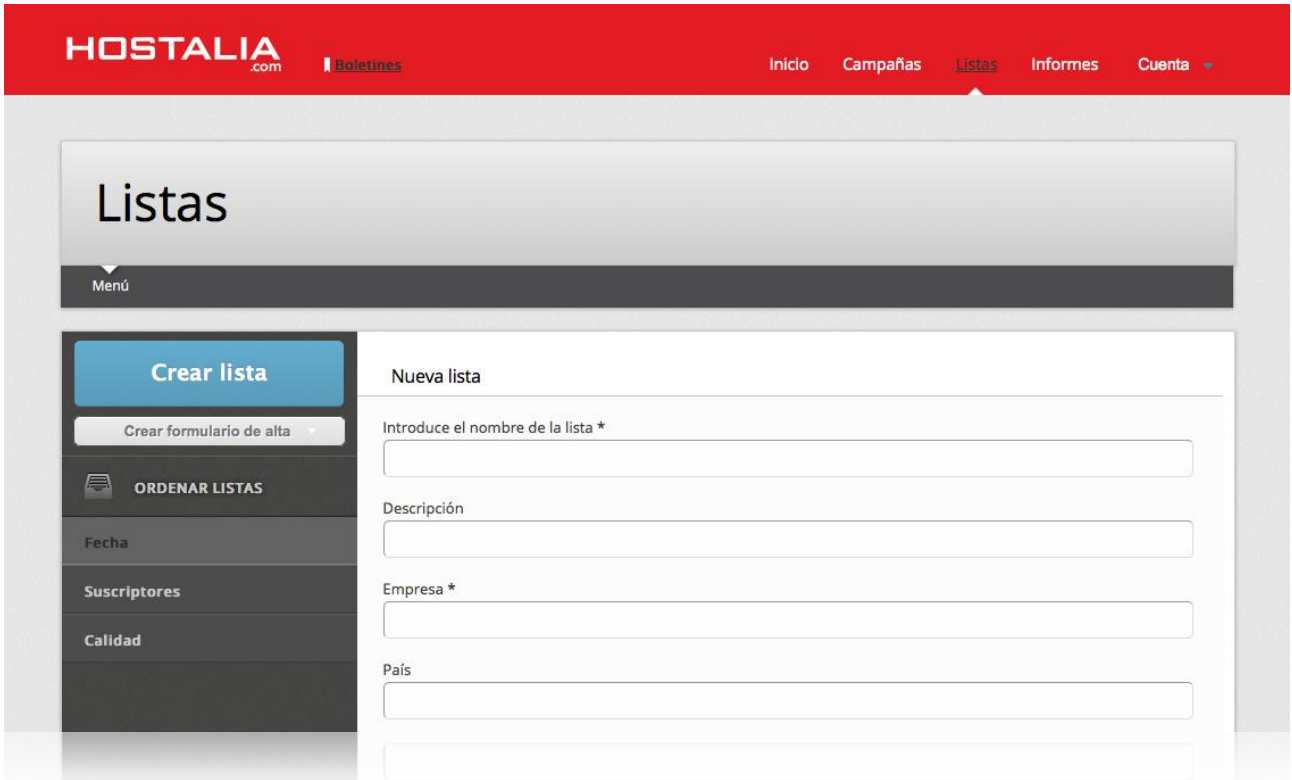 HOSTALIA
.com
Boletines
Inicio Campañas Listas Informes Cuenta
Listas
Menú
Crear lista
Crear formulario de alta
ORDENAR LISTAS
Fecha
Suscriptores
Calidad
Nueva lista
Introduce el nombre de la lista *
Descripción
Empresa *
País